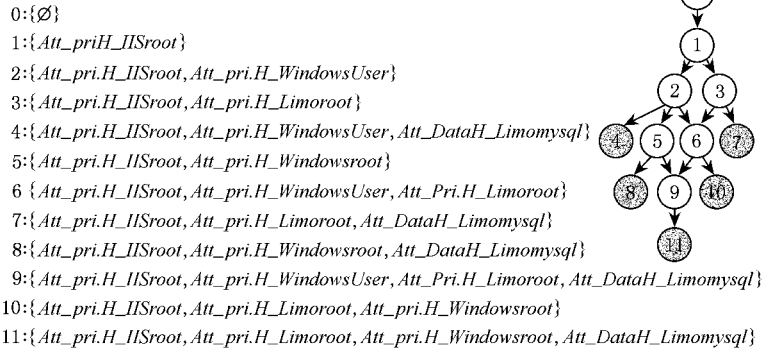 0:{∅}
1:{Att_priH_IISroot}
2:{Att_pri.H_IISroot,Att_pri.H_WindowsUser}
3:{Att_pri.H_IISroot,Att_pri.H_Limoroot}
4:{Att_pri.H_IISroot,Att_pri.H_WindowsUser,Att_DataH_Limomysql}
5:{Att_pri.H_IISroot,Att_pri.H_Windowsroot}
6 {Att_pri.H_IISroot,Att_pri.H_WindowsUser,Att_Pri.H_Limoroot}
7:{Att_pri.H_IISroot,Att_pri.H_Limoroot,Att_DataH_Limomysql}
8:{Att_pri.H_IISroot,Att_pri.H_Windowsroot,Att_DataH_Limomysql}
9:{Att_pri.H_IISroot,Att_pri.H_WindowsUser,Att_Pri.H_Limoroot,Att_DataH_Limomysql}
10:{Att_pri.H_IISroot,Att_pri.H_Limoroot,Att_pri.H_Windowsroot}
11:{Att_pri.H_IISroot,Att_pri.H_Limoroot,Att_pri.H_Windowsroot,Att_DataH_Limomysql}
1
2 3
4 5 6 7
8 9 10
11